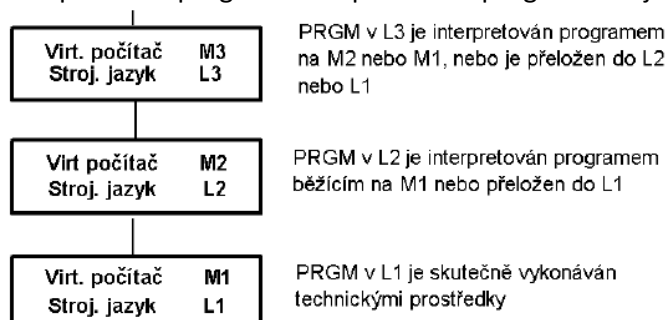 Virt. počítač M3
Stroj. jazyk L3
PRGM v L3 je interpretován programem
na M2 nebo M1, nebo je přeložen do L2
nebo L1
Virt počítač M2
Stroj. jazyk L2
PRGM v L2 je interpretován programem
běžícím na M1 nebo přeložen do L1
Virt. počítač M1
Stroj. jazyk L1
PRGM v L1 je skutečně vykonáván
technickými prostředky